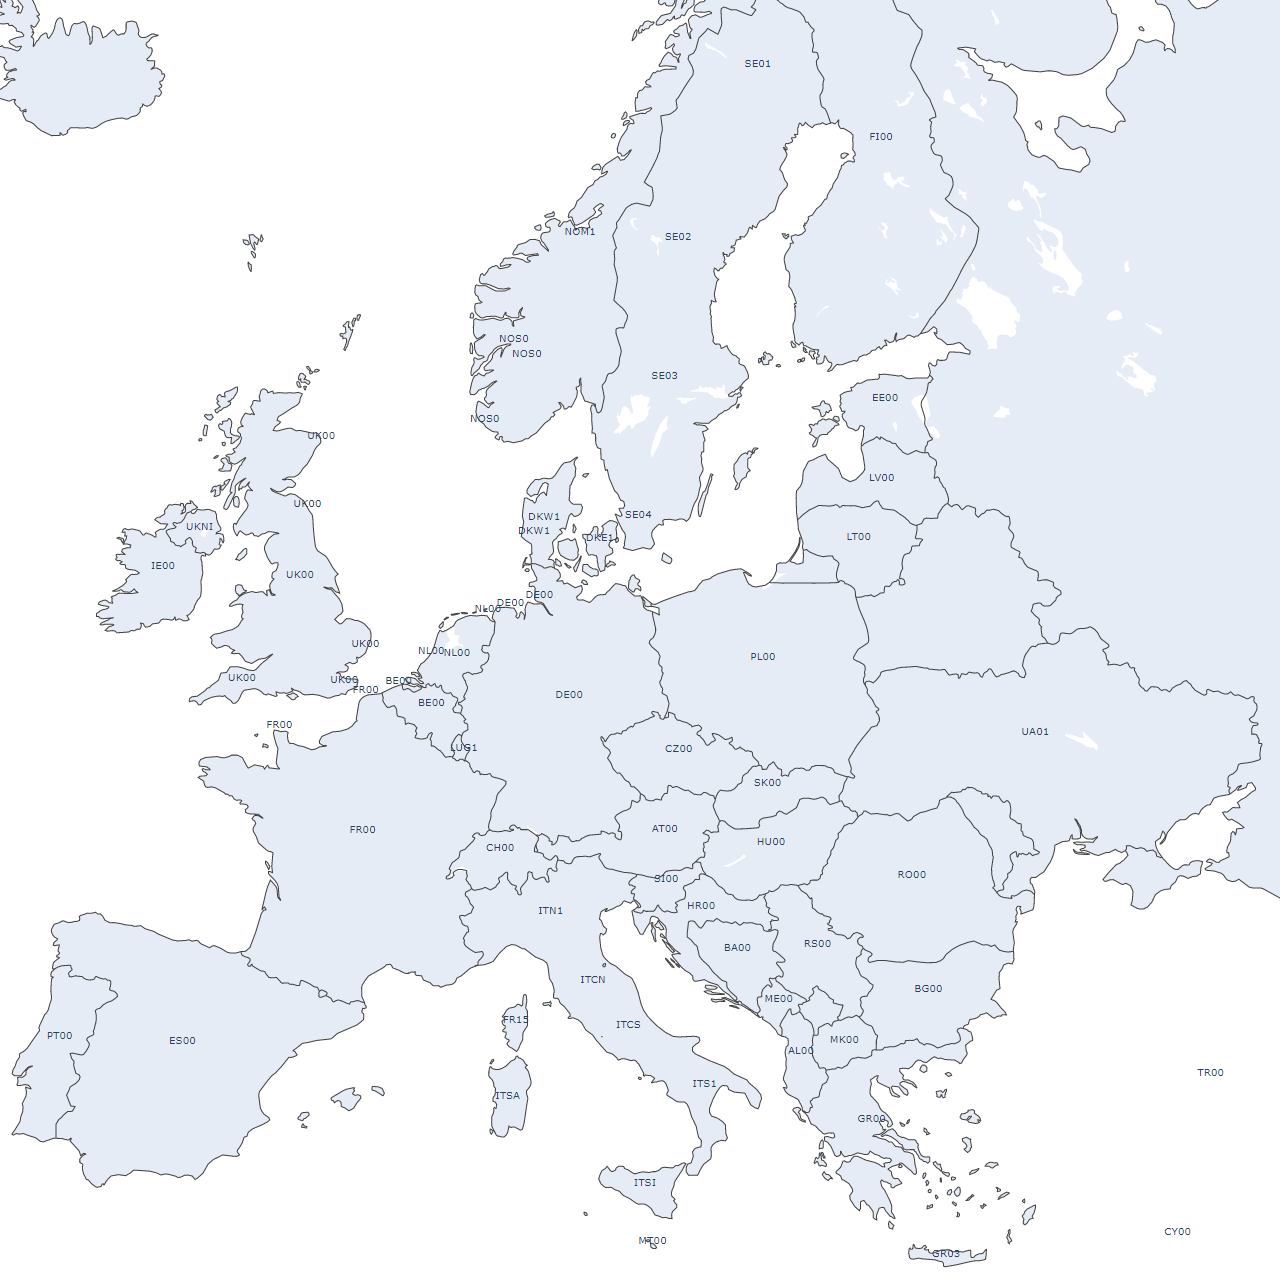 SE01
FI00
NOM1
SE02
NOS0
NOS0
SE03
EE00
NOS0
UK00
LV00
UK00
SE04
DKW1
UKNI
DKW1
DKE1
LT00
IE00
UK00
DE00
DE00
NL00
UK00
NL00
NL00
PL00
UK00
UK00
BE00
FR00
DE00
BE00
FR00
UA01
LUG1
CZ00
SK00
FR00
AT00
HU00
CH00
RO00
SI00
HR00
ITN1
RS00
BA00
ITCN
BG00
ME00
FR15
ITCS
PT00
ES00
MK00
AL00
TR00
ITS1
ITSA
GR00
ITSI
CY00
MT00
GR03